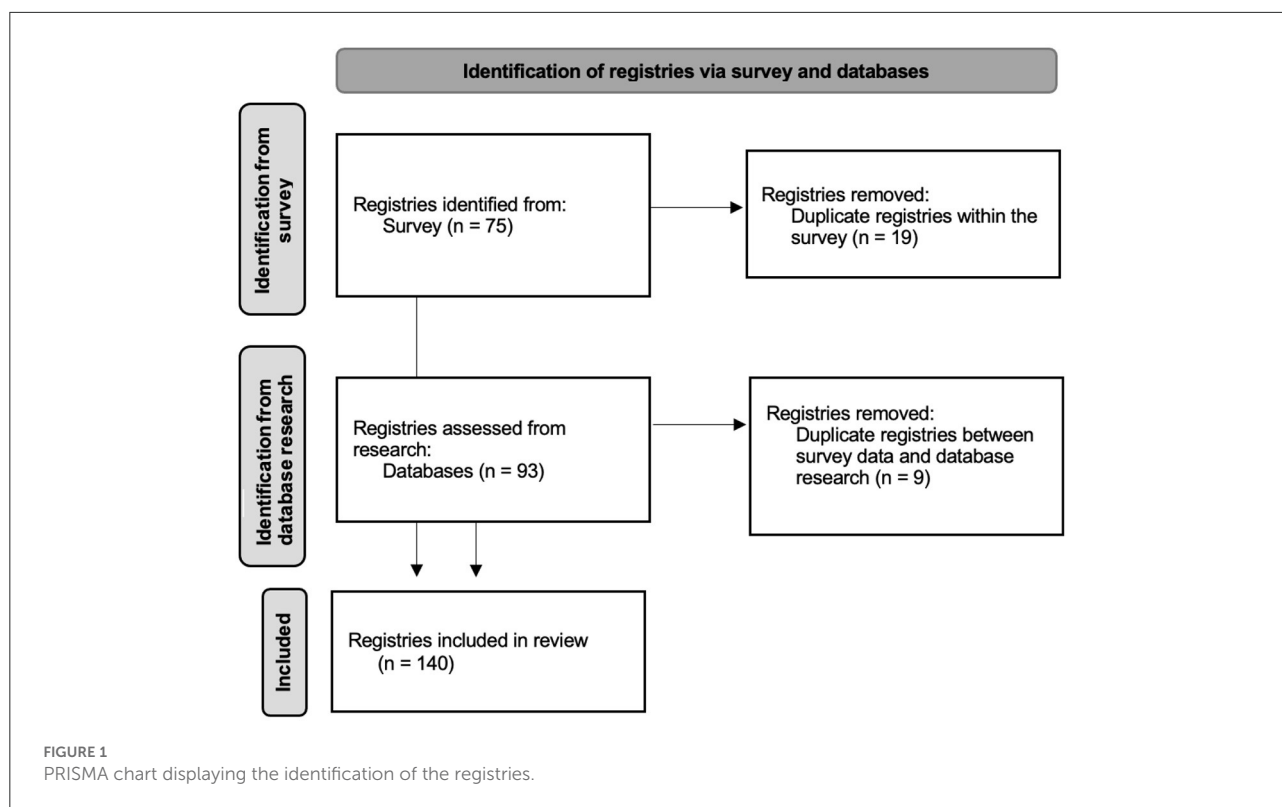 Identification of registries via survey and databases
Identification from
survey
Registries identified from:
Survey (n = 75)
Registries removed:
Duplicate registries within the
survey (n = 19)
Identification from
database research
Registries assessed from
research:
Databases (n = 93)
Registries removed:
Duplicate registries between
survey data and database
research (n = 9)
Included
Registries included in review
(n = 140)
FIGURE 1
PRISMA chart displaying the identification of the registries.